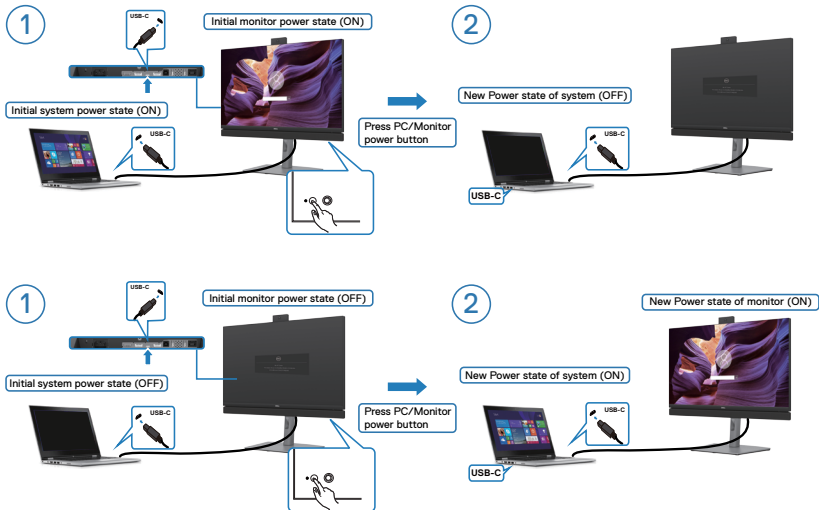 1
USB-C
Initial monitor power state (ON)
Initial system power state (ON)
USB-C
Press PC/Monitor
power button
2
New Power state of system (OFF)
USB-C
USB-C
1
USB-C
Initial monitor power state (OFF)
Initial system power state (OFF)
USB-C
Press PC/Monitor
power button
2
New Power state of monitor (ON)
New Power state of system (ON)
USB-C
USB-C